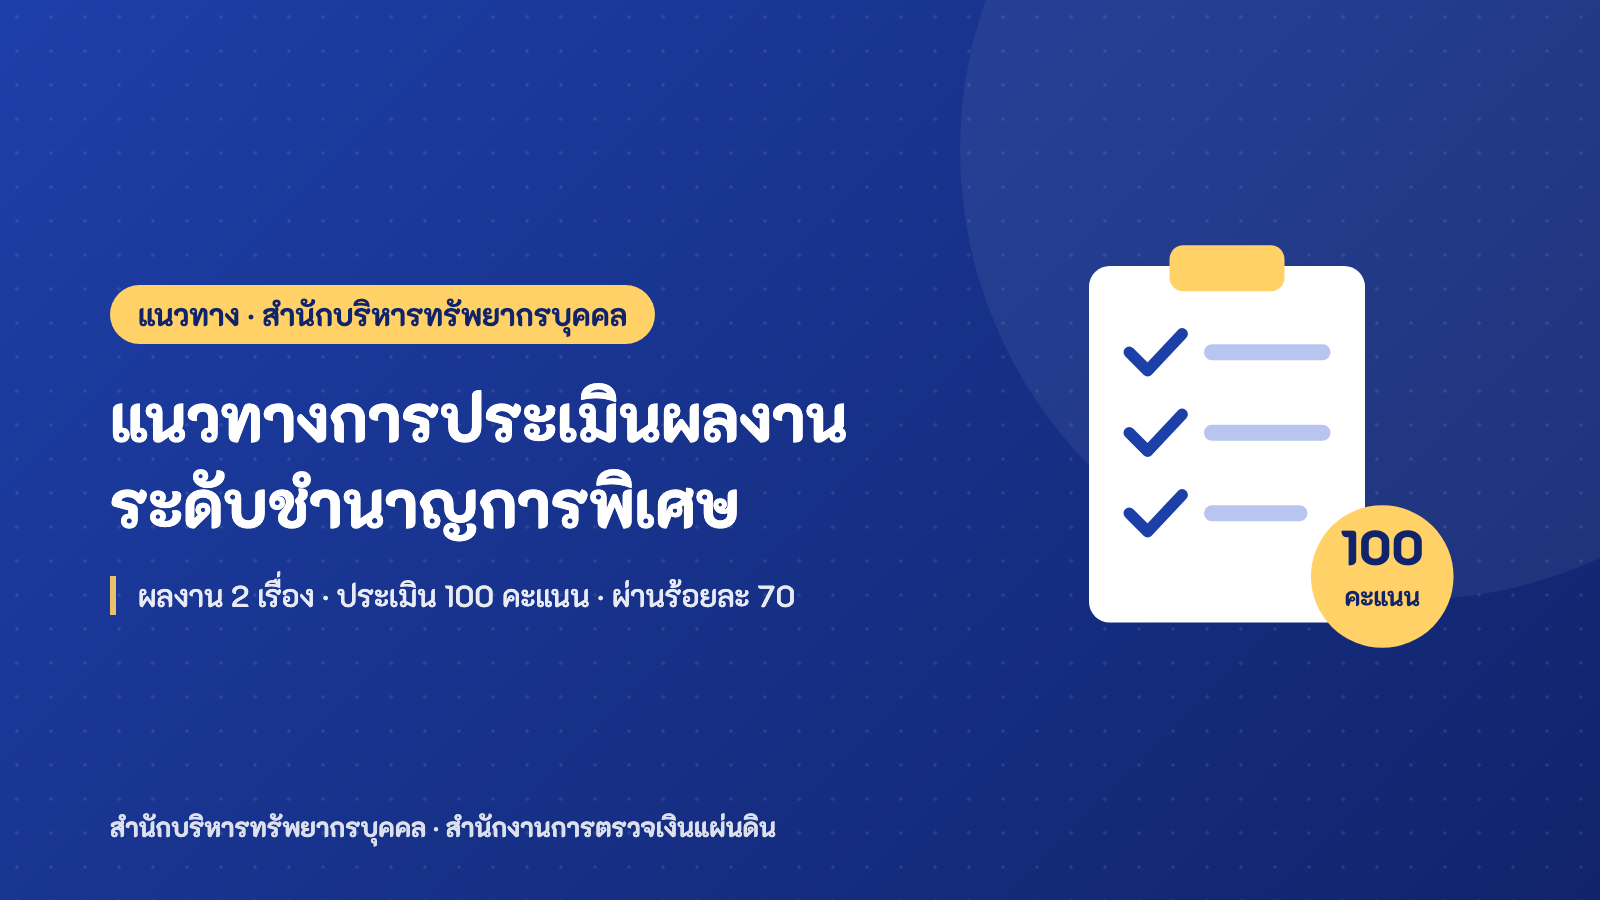 แนวทาง · สำนักบริหารทรัพยากรบุคคล
แนวทางการประเมินผลงาน
ระดับชำนาญการพิเศษ
ผลงาน 2 เรื่อง · ประเมิน 100 คะแนน · ผ่านร้อยละ 70
100
คะแนน
สำนักบริหารทรัพยากรบุคคล · สำนักงานการตรวจเงินแผ่นดิน